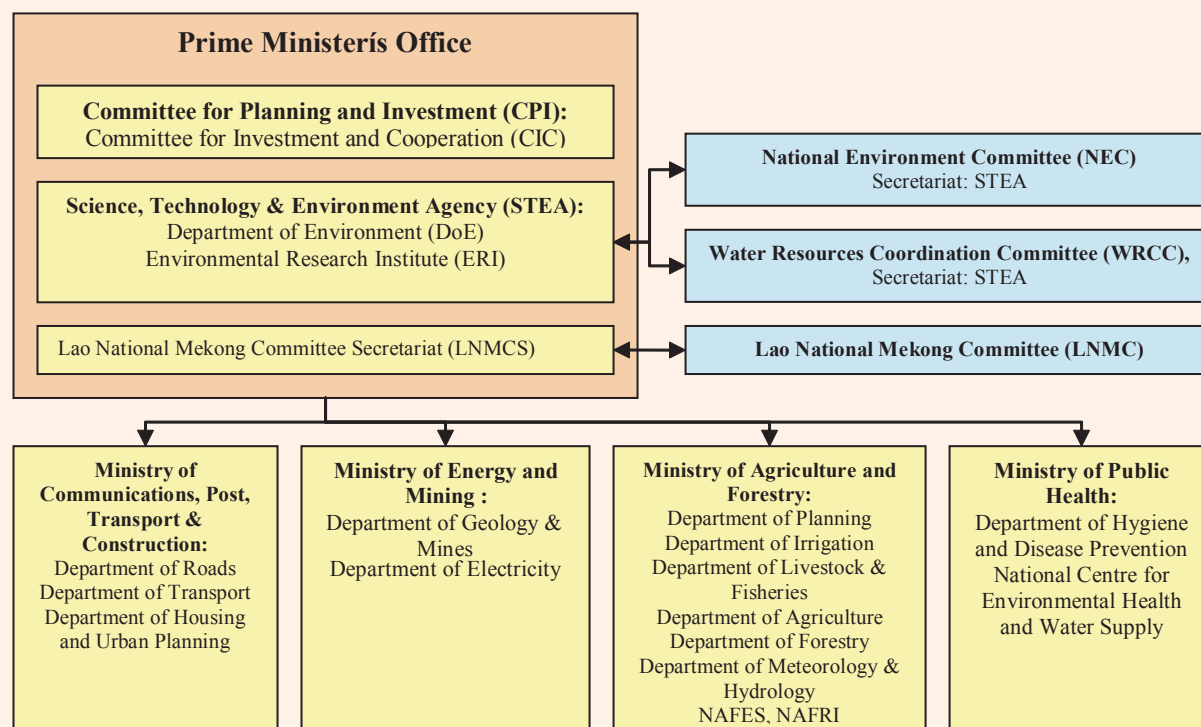 Prime Ministerís Office
Committee for Planning and Investment (CPI):
Committee for Investment and Cooperation (CIC)
Science, Technology & Environment Agency (STEA):
Department of Environment (DoE)
Environmental Research Institute (ERI)
Lao National Mekong Committee Secretariat (LNMCS)
National Environment Committee (NEC)
Secretariat: STEA
Water Resources Coordination Committee (WRCC),
Secretariat: STEA
Lao National Mekong Committee (LNMC)
Ministry of
Communications, Post,
Transport &
Construction:
Department of Roads
Department of Transport
Department of Housing
and Urban Planning
Ministry of Energy and
Mining :
Department of Geology &
Mines
Department of Electricity
Ministry of Agriculture and
Forestry:
Department of Planning
Department of Irrigation
Department of Livestock &
Fisheries
Department of Agriculture
Department of Forestry
Department of Meteorology &
Hydrology
NAFES, NAFRI
Ministry of Public
Health:
Department of Hygiene
and Disease Prevention
National Centre for
Environmental Health
and Water Supply